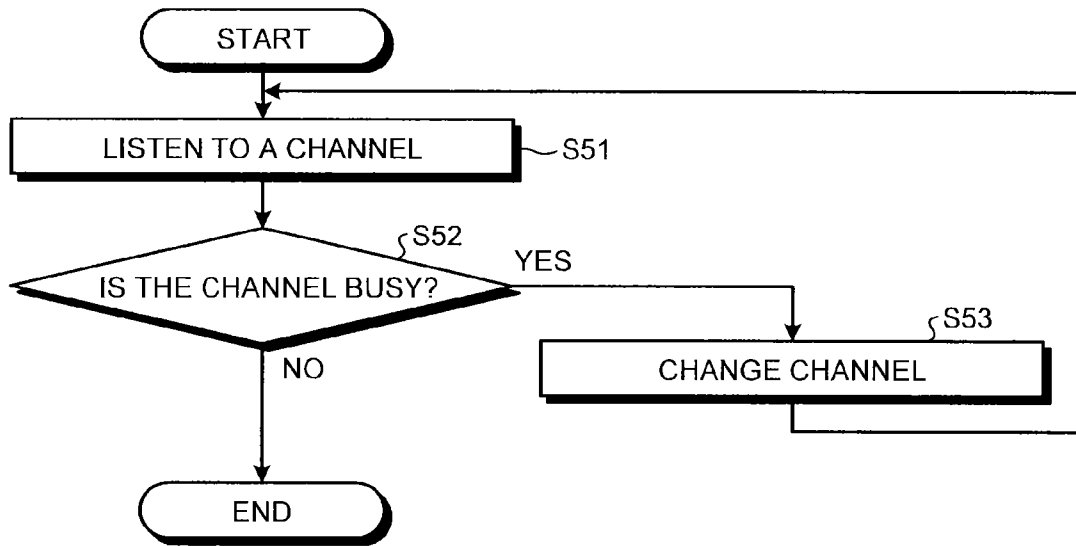 START
LISTEN TO A CHANNEL
S51
S52
IS THE CHANNEL BUSY?
YES
S53
CHANGE CHANNEL
NO
END